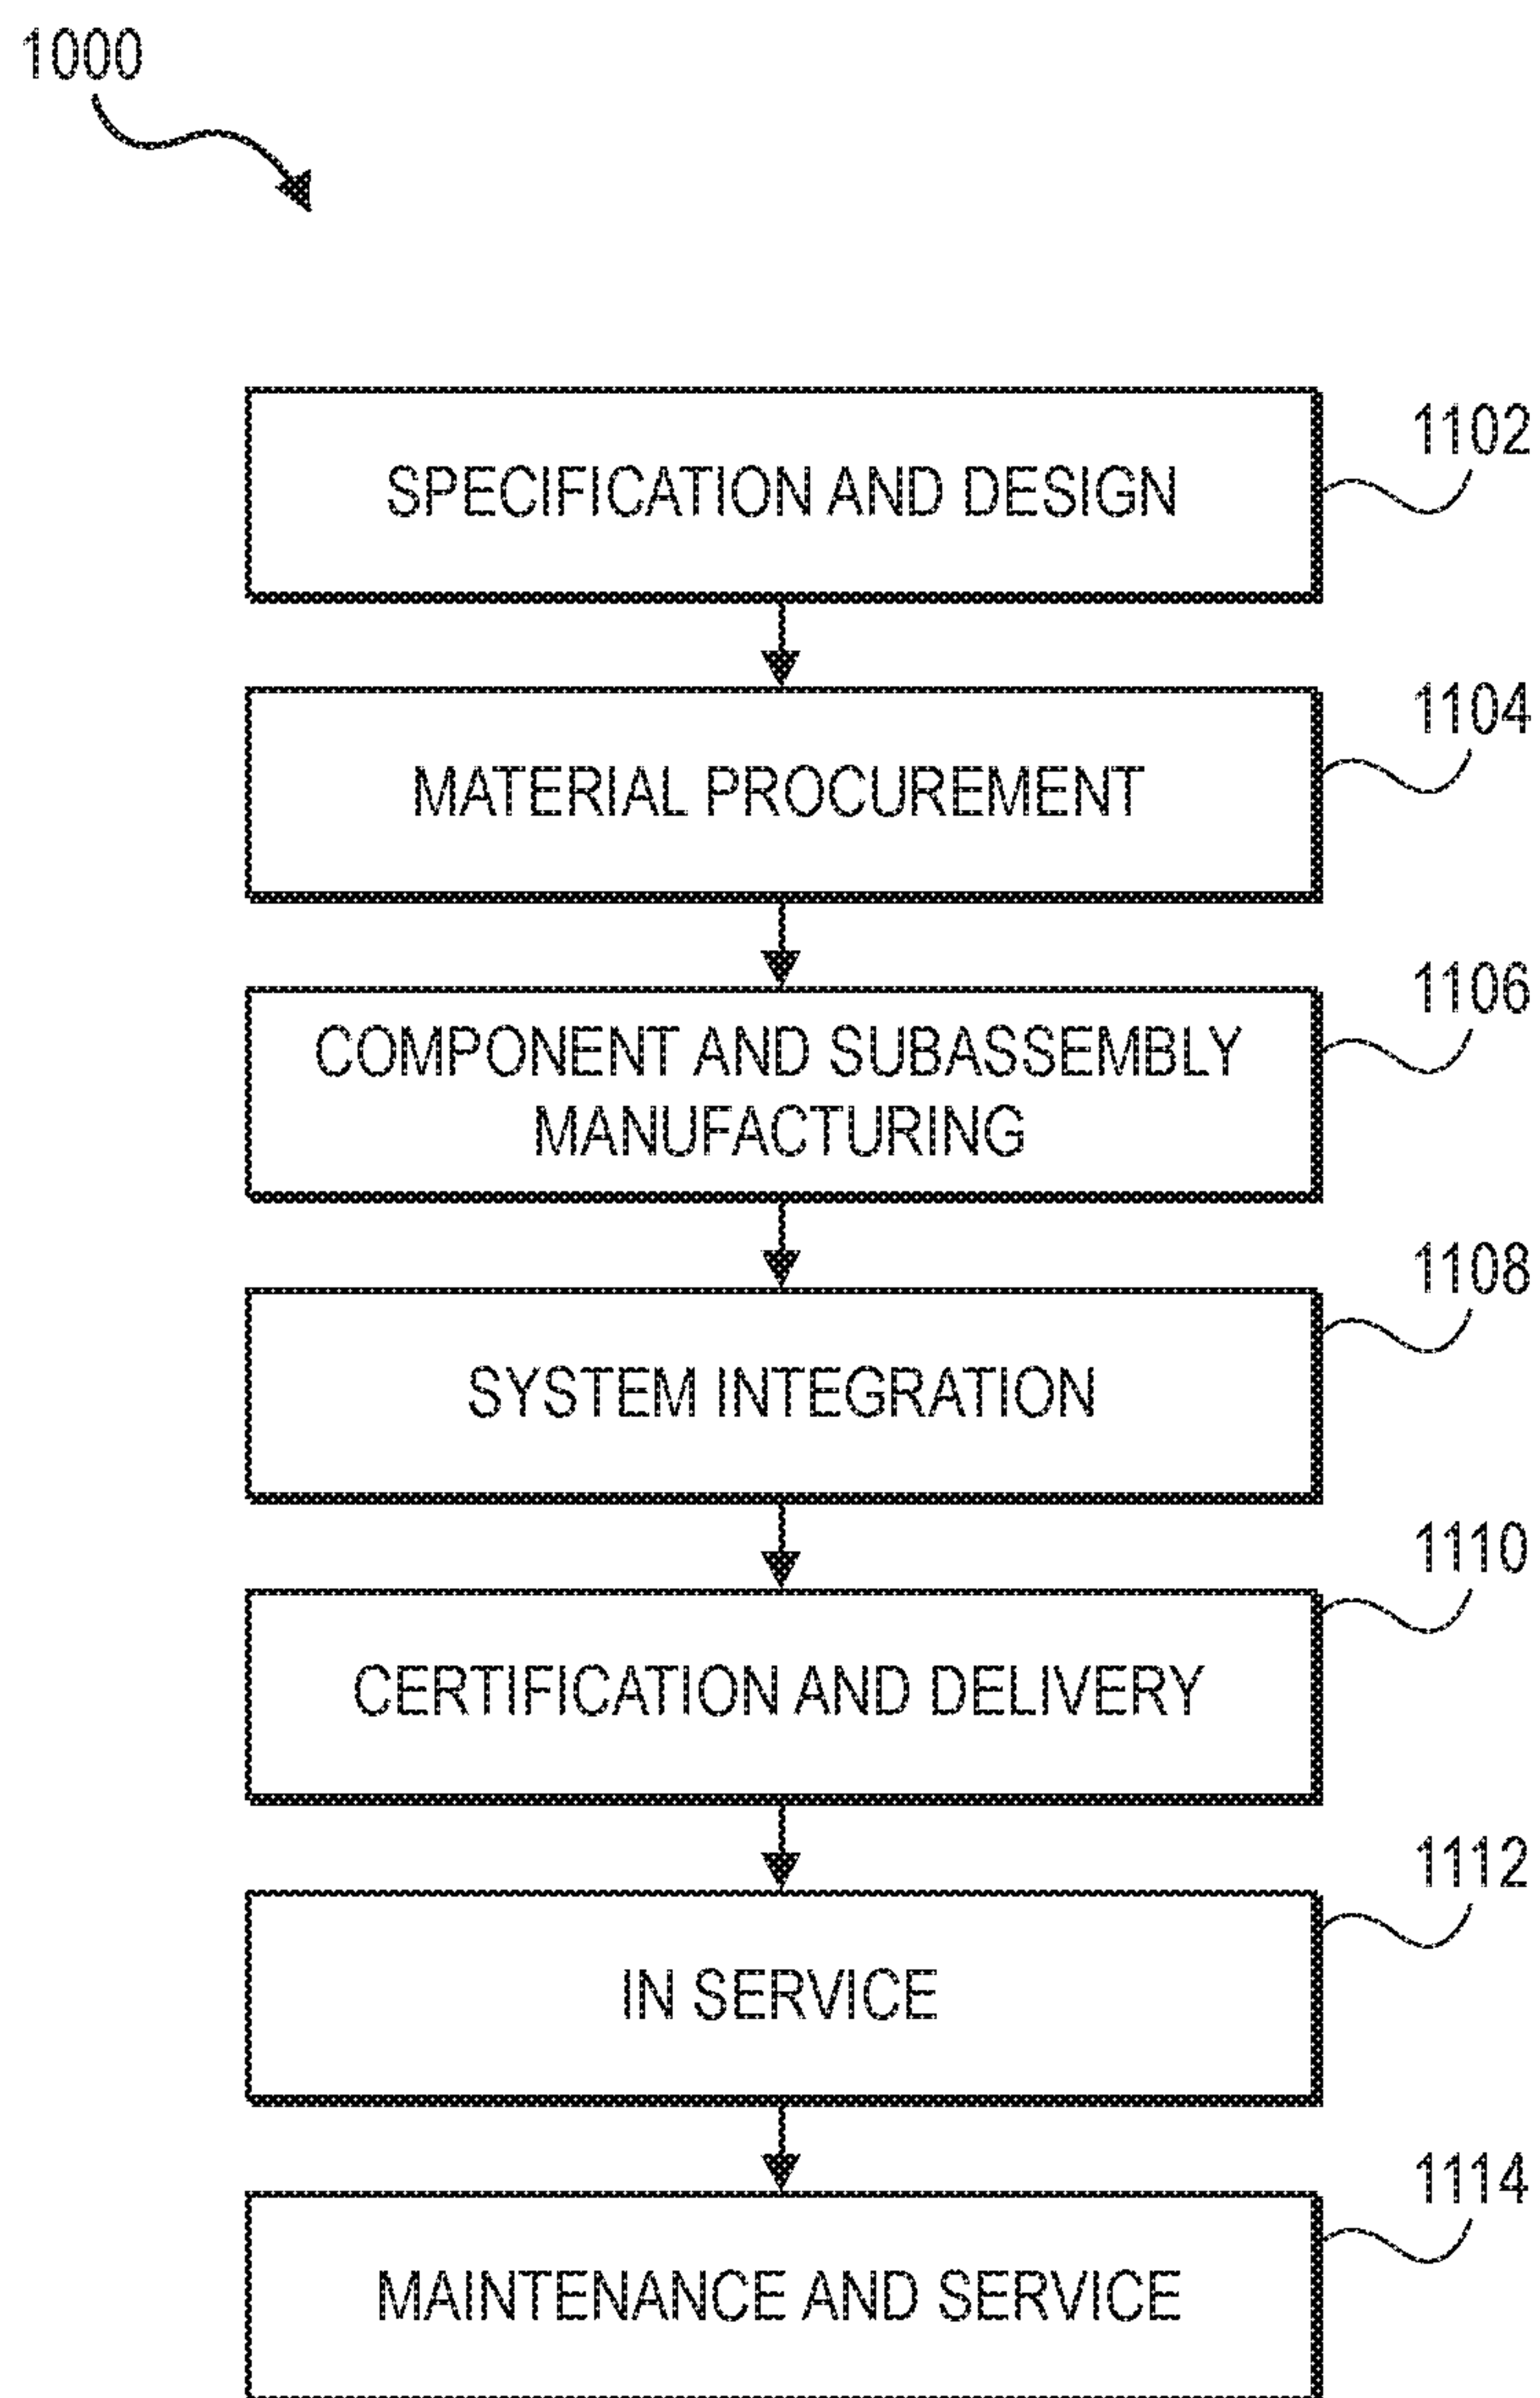 1000
SPECIFICATION AND DESIGN
1102
MATERIAL PROCUREMENT
1104
COMPONENT AND SUBASSEMBLY
MANUFACTURING
1106
SYSTEM INTEGRATION
1108
CERTIFICATION AND DELIVERY
1110
IN SERVICE
1112
MAINTENANCE AND SERVICE
1114